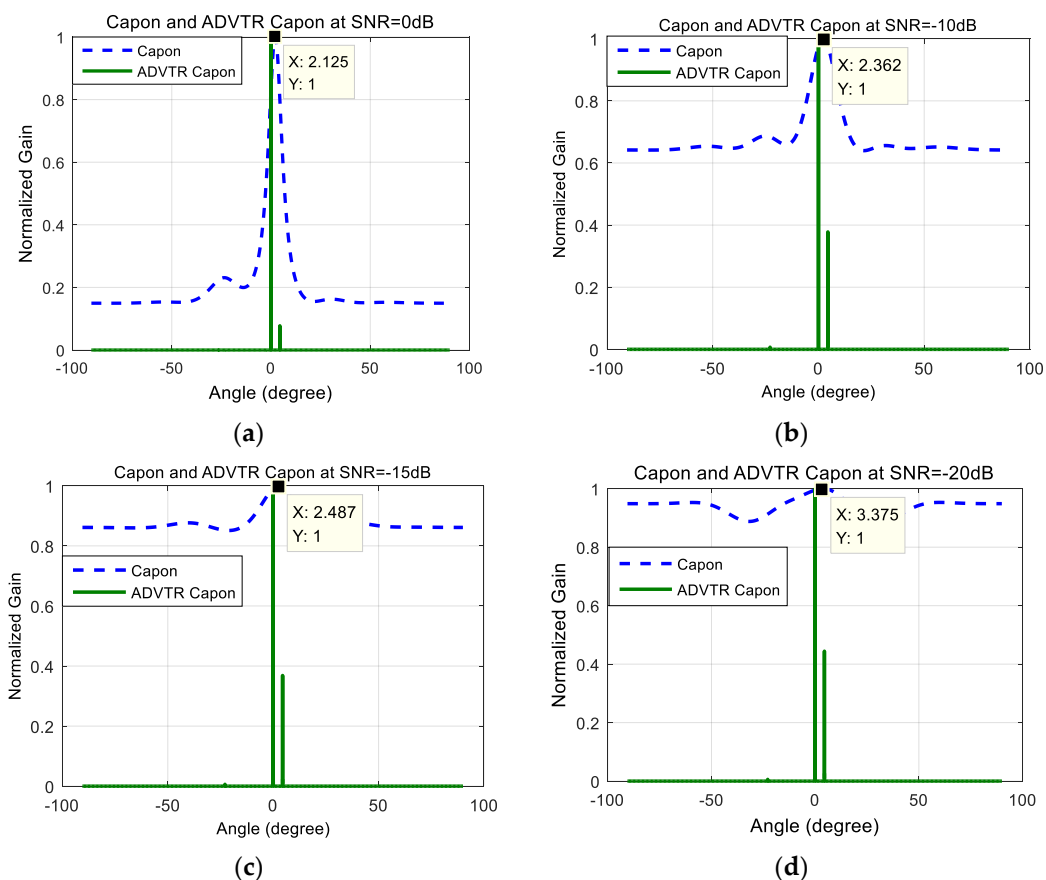 Capon and ADVTR Capon at SNR=0dB
Capon
ADVTR Capon
X: 2.125
Y: 1
1
0.8
0.6
0.4
0.2
0
Normalized Gain
-100
-50
0
50
100
Angle (degree)
(a)
Capon and ADVTR Capon at SNR=-10dB
Capon
ADVTR Capon
X: 2.362
Y: 1
1
0.8
0.6
0.4
0.2
0
Normalized Gain
-100
-50
0
50
100
Angle (degree)
(b)
Capon and ADVTR Capon at SNR=-15dB
X: 2.487
Y: 1
Capon
ADVTR Capon
1
0.8
0.6
0.4
0.2
0
Normalized Gain
-100
-50
0
50
100
Angle (degree)
(c)
Capon and ADVTR Capon at SNR=-20dB
X: 3.375
Y: 1
Capon
ADVTR Capon
1
0.8
0.6
0.4
0.2
0
Normalized Gain
-100
-50
0
50
100
Angle (degree)
(d)